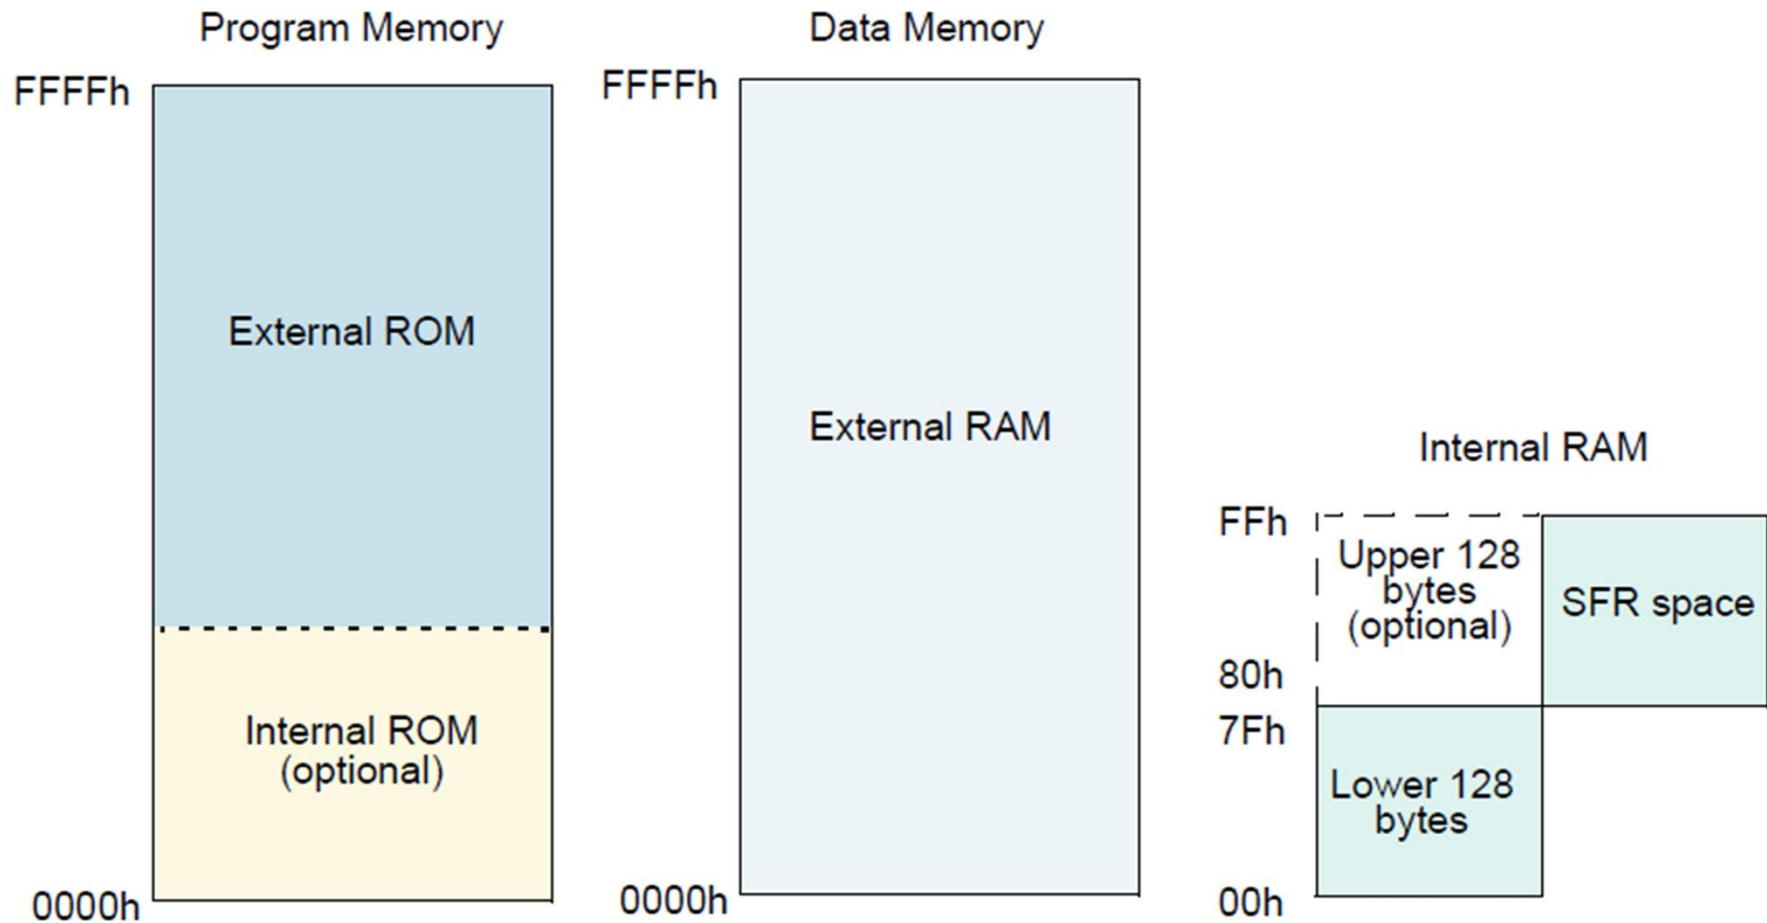 Program Memory
FFFFh
External ROM
Internal ROM
(optional)
0000h
Data Memory
FFFFh
External RAM
0000h
Internal RAM
FFh
Upper 128
bytes
(optional)
SFR space
80h
7Fh
Lower 128
bytes
00h